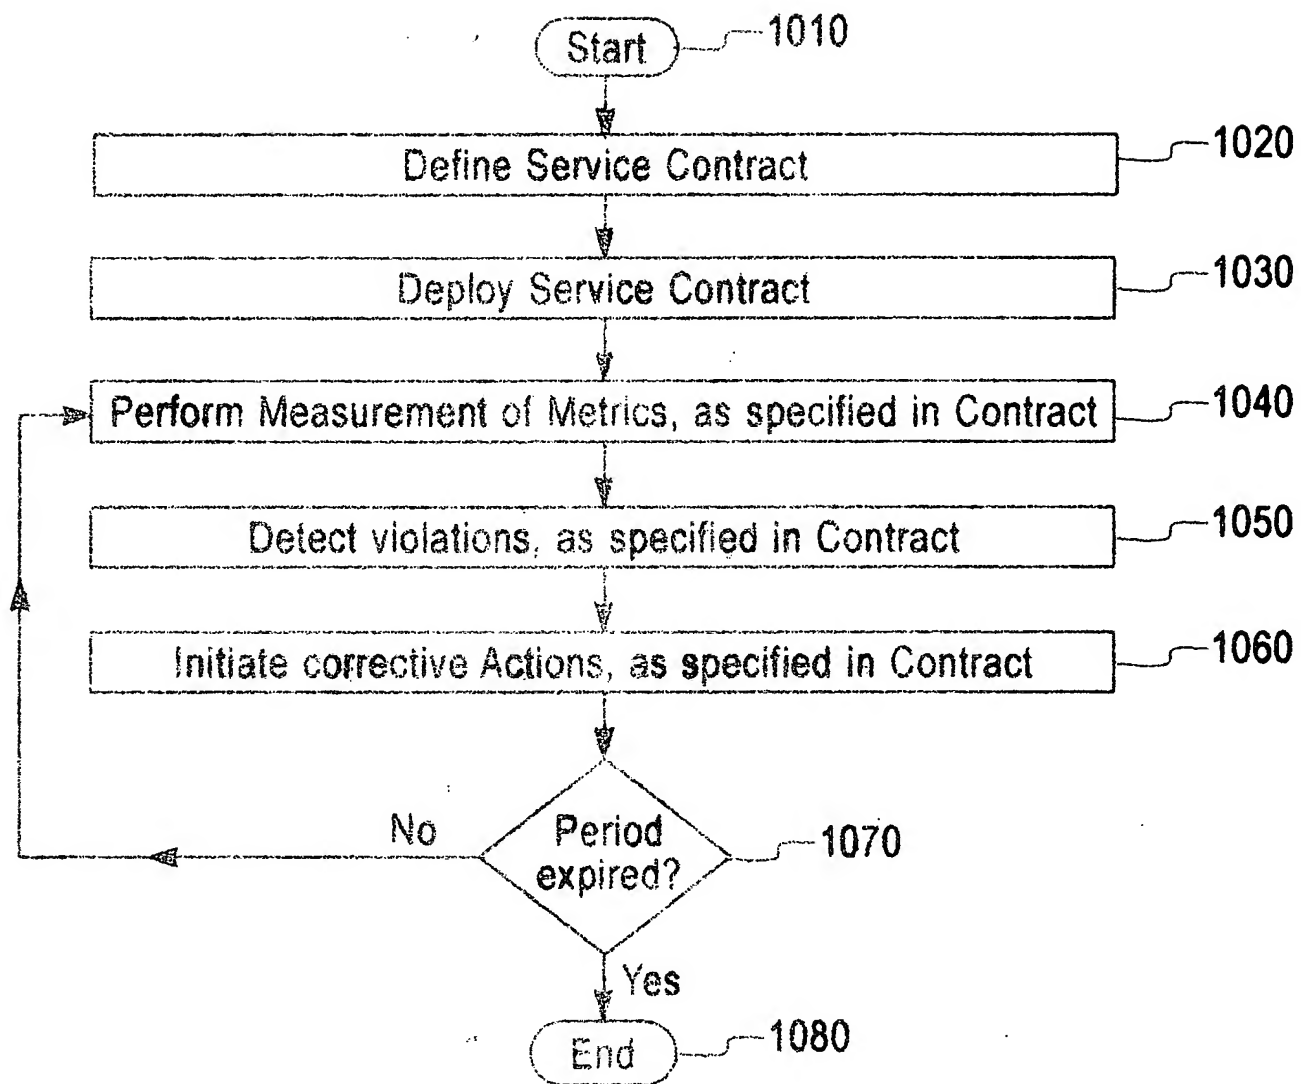 Start
1010
Define Service Contract
1020
Deploy Service Contract
1030
Perform Measurement of Metrics, as specified in Contract
1040
Detect violations, as specified in Contract
1050
Initiate corrective Actions, as specified in Contract
1060
No
Period
expired?
1070
Yes
End
1080